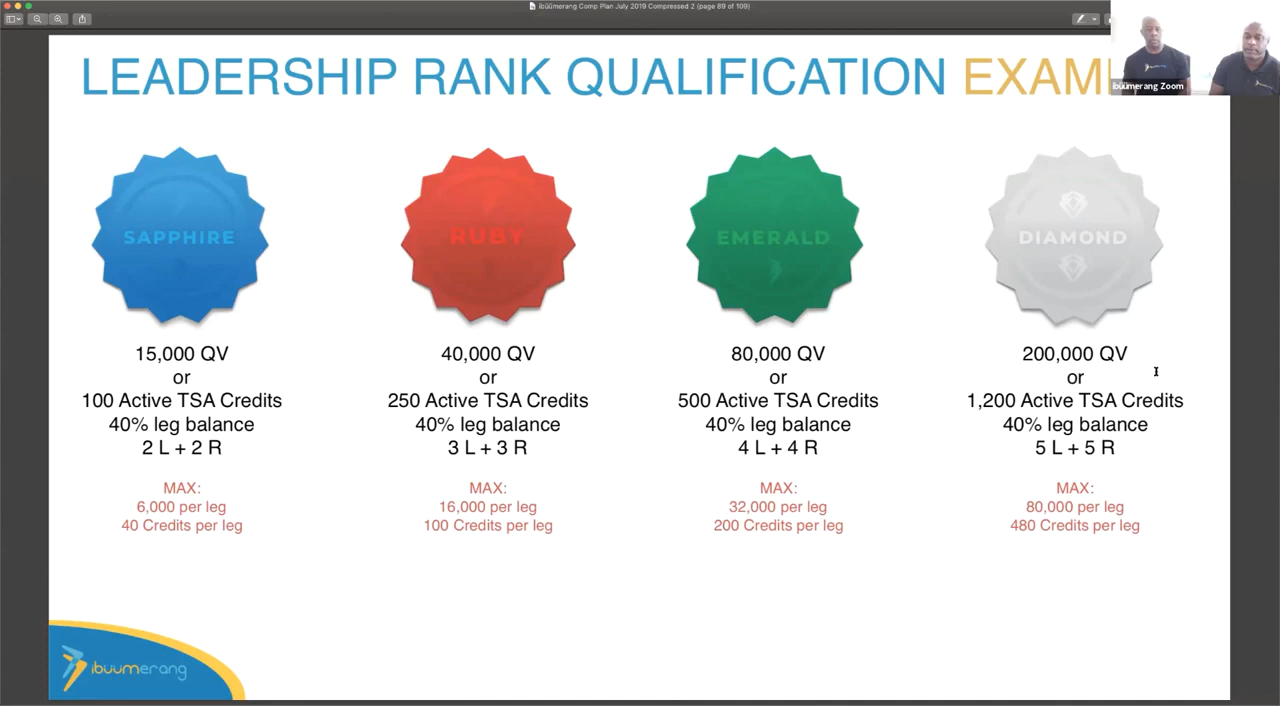 ibüümerang Comp Plan July 2019 Compressed 2 (page 89 of 109)
ibüümerang Zoom
LEADERSHIP RANK QUALIFICATION
SAPPHIRE
RUBY
EMERALD
DIAMOND
15,000 QV
or
100 Active TSA Credits
40% leg balance
2 L + 2 R
MAX:
6,000 per leg
40 Credits per leg
40,000 QV
or
250 Active TSA Credits
40% leg balance
3 L + 3 R
MAX:
16,000 per leg
100 Credits per leg
80,000 QV
or
500 Active TSA Credits
40% leg balance
4 L + 4 R
MAX:
32,000 per leg
200 Credits per leg
200,000 QV
or
1,200 Active TSA Credits
40% leg balance
5 L + 5 R
MAX:
80,000 per leg
480 Credits per leg
ibuumerang